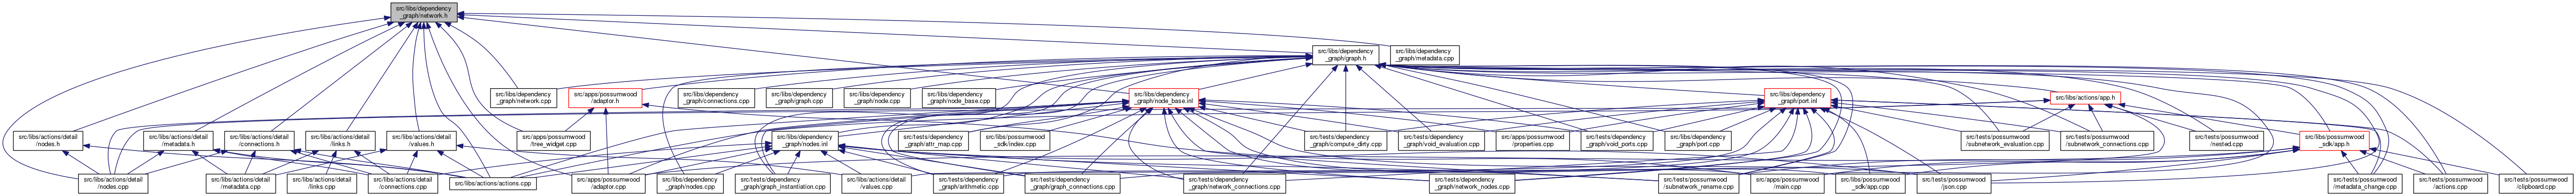 src/libs/dependency
_graph/network.h
src/libs/dependency
_graph/graph.h
src/libs/dependency
_graph/metadata.cpp
src/libs/dependency
_graph/network.cpp
src/apps/possumwood
/adaptor.h
src/libs/dependency
_graph/connections.cpp
src/libs/dependency
_graph/graph.cpp
src/libs/dependency
_graph/node.cpp
src/libs/dependency
_graph/node_base.cpp
src/libs/dependency
_graph/node_base.inl
src/libs/dependency
_graph/port.inl
src/libs/actions/app.h
src/libs/actions/detail
/nodes.h
src/libs/actions/detail
/metadata.h
src/libs/actions/detail
/connections.h
src/libs/actions/detail
/links.h
src/libs/actions/detail
/values.h
src/apps/possumwood
/tree_widget.cpp
src/libs/dependency
_graph/nodes.inl
src/tests/dependency
_graph/attr_map.cpp
src/libs/possumwood
_sdk/index.cpp
src/tests/dependency
_graph/compute_dirty.cpp
src/tests/dependency
_graph/void_evaluation.cpp
src/apps/possumwood
/properties.cpp
src/tests/dependency
_graph/void_ports.cpp
src/libs/dependency
_graph/port.cpp
src/tests/possumwood
/subnetwork_evaluation.cpp
src/tests/possumwood
/subnetwork_connections.cpp
src/tests/possumwood
/nested.cpp
src/libs/possumwood
_sdk/app.h
src/libs/actions/detail
/nodes.cpp
src/libs/actions/detail
/metadata.cpp
src/libs/actions/detail
/links.cpp
src/libs/actions/detail
/connections.cpp
src/libs/actions/actions.cpp
src/apps/possumwood
/adaptor.cpp
src/libs/dependency
_graph/nodes.cpp
src/tests/dependency
_graph/graph_instantiation.cpp
src/libs/actions/detail
/values.cpp
src/tests/dependency
_graph/arithmetic.cpp
src/tests/dependency
_graph/graph_connections.cpp
src/tests/dependency
_graph/network_connections.cpp
src/tests/dependency
_graph/network_nodes.cpp
src/tests/possumwood
/subnetwork_rename.cpp
src/apps/possumwood
/main.cpp
src/libs/possumwood
_sdk/app.cpp
src/tests/possumwood
/json.cpp
src/tests/possumwood
/metadata_change.cpp
src/tests/possumwood
/actions.cpp
src/tests/possumwood
/clipboard.cpp